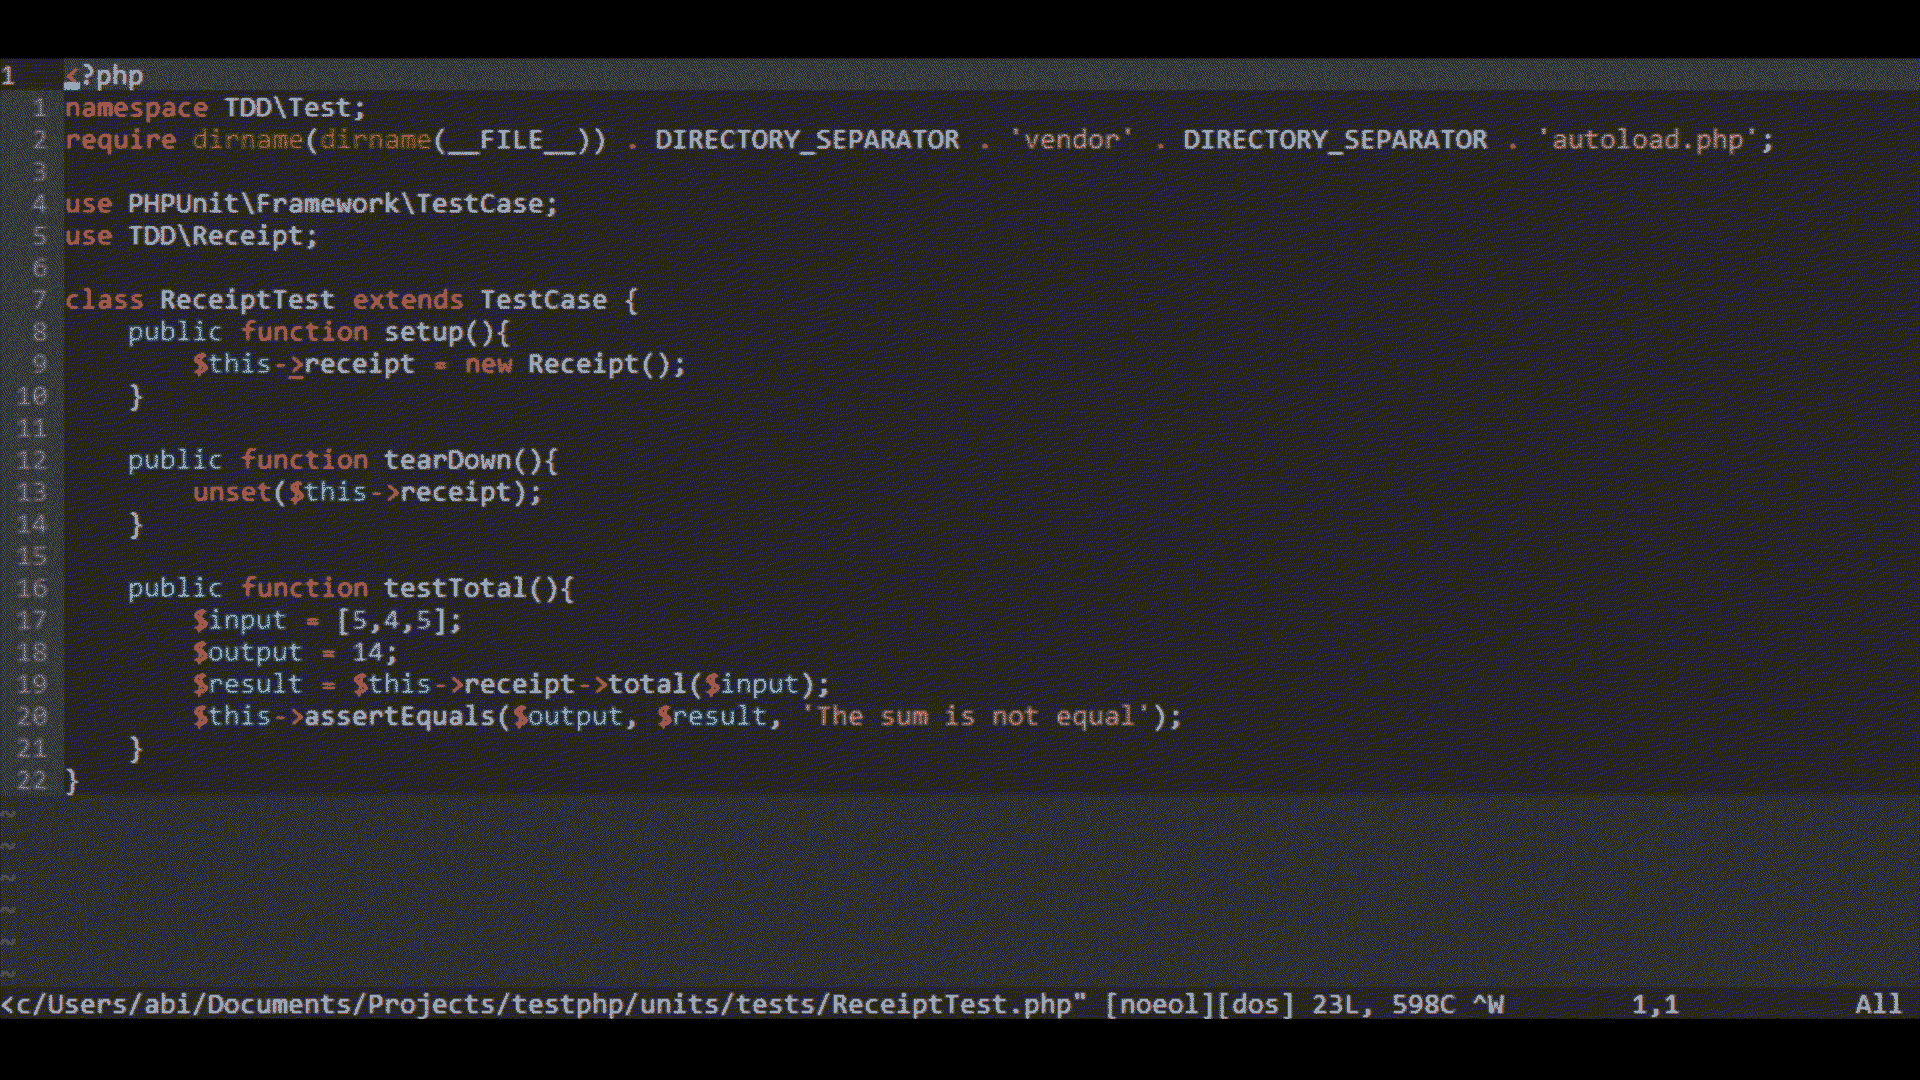 1 <?php
1 namespace TDD\Test;
2 require dirname(dirname(__FILE__)) . DIRECTORY_SEPARATOR . 'vendor' . DIRECTORY_SEPARATOR . 'autoload.php';
3
4 use PHPUnit\Framework\TestCase;
5 use TDD\Receipt;
6
7 class ReceiptTest extends TestCase {
8     public function setup(){
9         $this->receipt = new Receipt();
10     }
11
12     public function tearDown(){
13         unset($this->receipt);
14     }
15
16     public function testTotal(){
17         $input = [5,4,5];
18         $output = 14;
19         $result = $this->receipt->total($input);
20         $this->assertEquals($output, $result, 'The sum is not equal');
21     }
22 }
~
~
~
~
~
~
<c/Users/abi/Documents/Projects/testphp/units/tests/ReceiptTest.php" [noeol][dos] 23L, 598C ^W 1,1 All